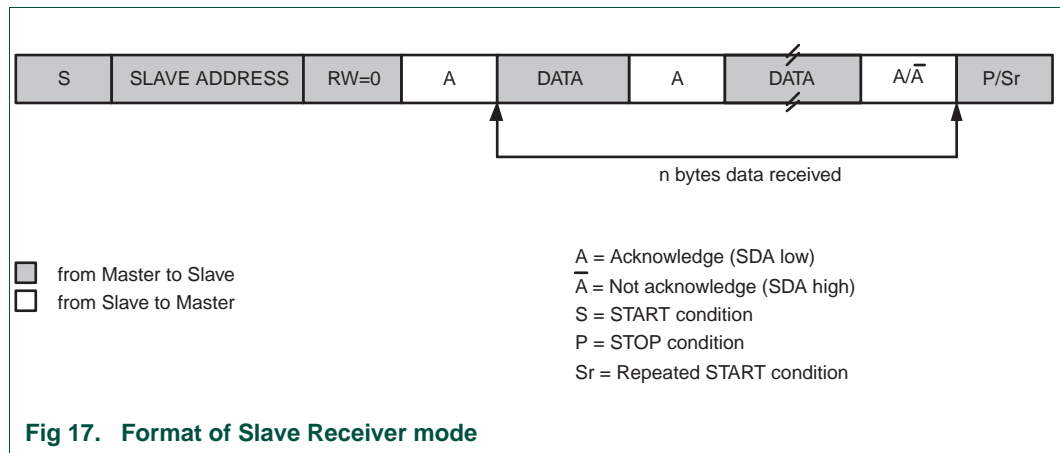 S SLAVE ADDRESS RW=0 A DATA A DATA A/A̅ P/Sr
n bytes data received
from Master to Slave
from Slave to Master
A = Acknowledge (SDA low)
A̅ = Not acknowledge (SDA high)
S = START condition
P = STOP condition
Sr = Repeated START condition
Fig 17. Format of Slave Receiver mode